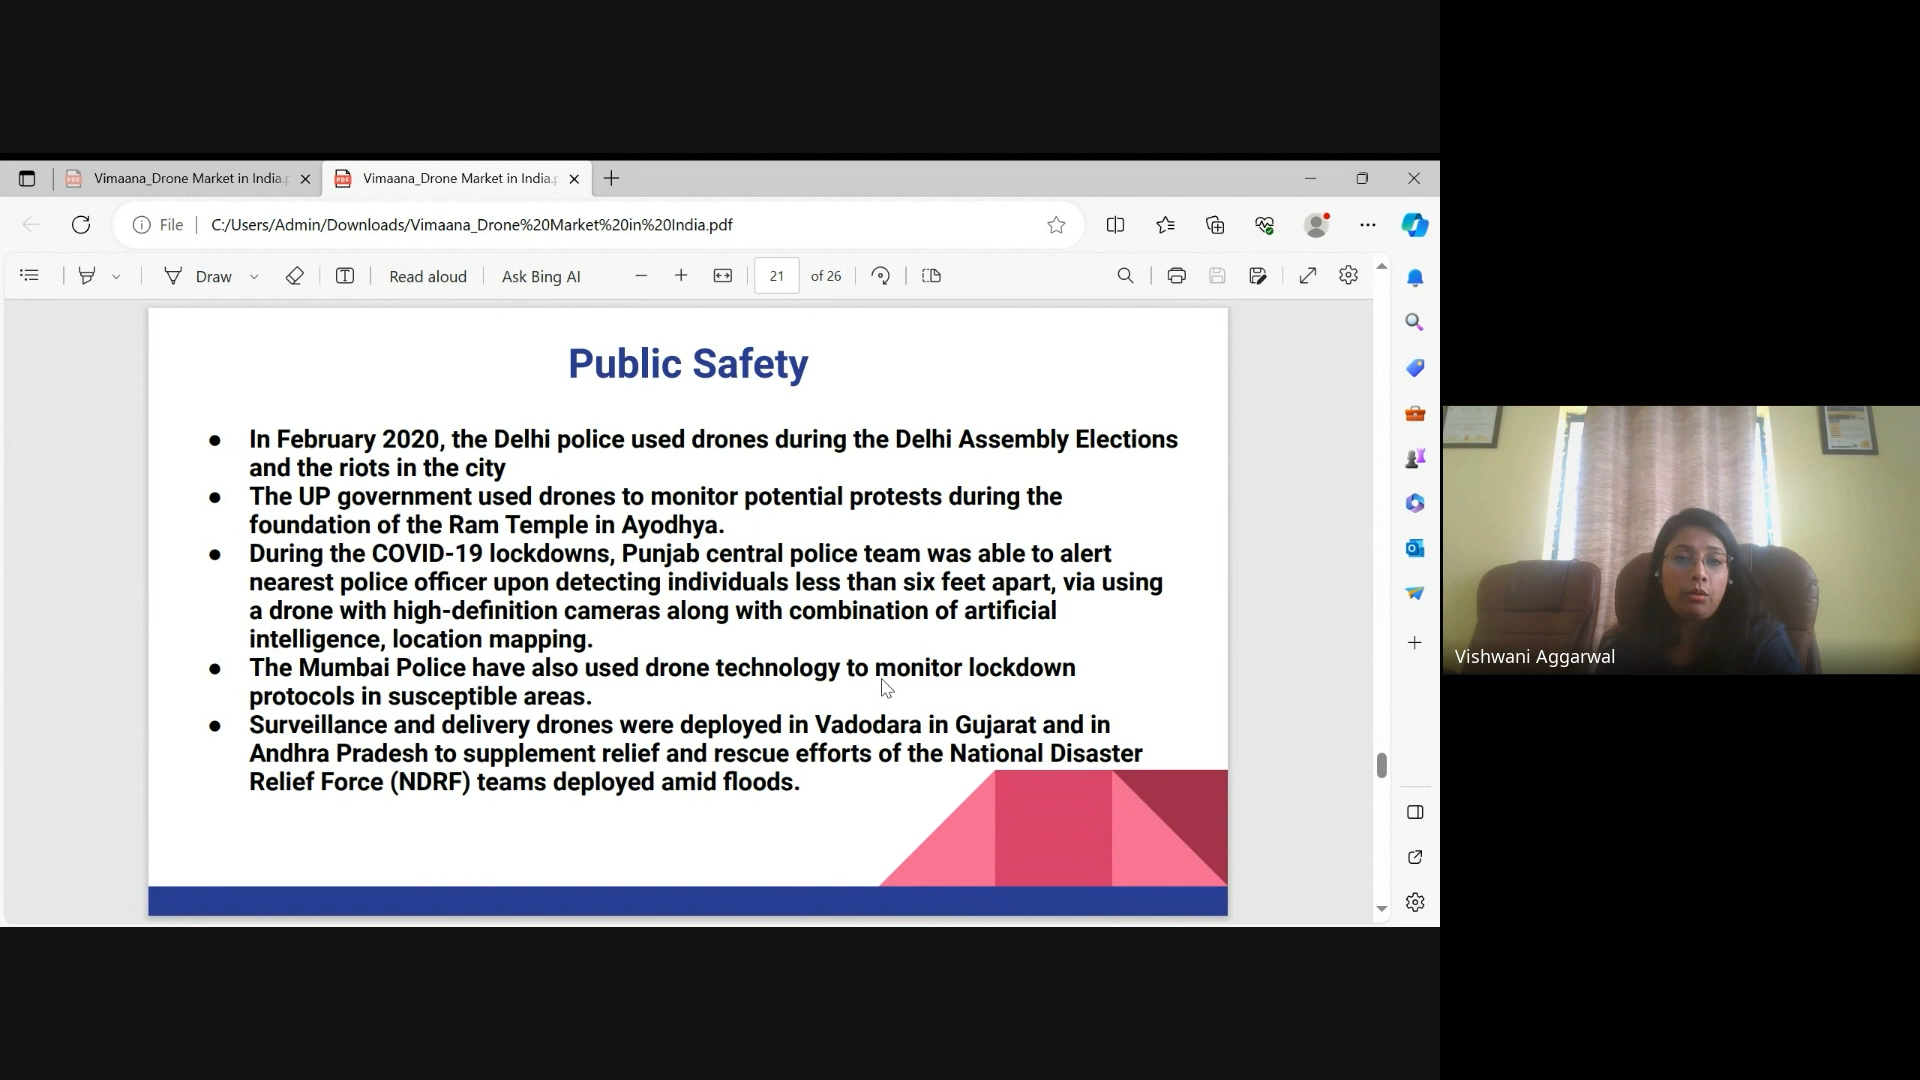 Vimaana_Drone Market in India.p
Vimaana_Drone Market in India.p
File
C:/Users/Admin/Downloads/Vimaana_Drone%20Market%20in%20India.pdf
Draw
Read aloud
Ask Bing AI
21
of 26
Public Safety
● In February 2020, the Delhi police used drones during the Delhi Assembly Elections
and the riots in the city
● The UP government used drones to monitor potential protests during the
foundation of the Ram Temple in Ayodhya.
● During the COVID-19 lockdowns, Punjab central police team was able to alert
nearest police officer upon detecting individuals less than six feet apart, via using
a drone with high-definition cameras along with combination of artificial
intelligence, location mapping.
● The Mumbai Police have also used drone technology to monitor lockdown
protocols in susceptible areas.
● Surveillance and delivery drones were deployed in Vadodara in Gujarat and in
Andhra Pradesh to supplement relief and rescue efforts of the National Disaster
Relief Force (NDRF) teams deployed amid floods.
Vishwani Aggarwal